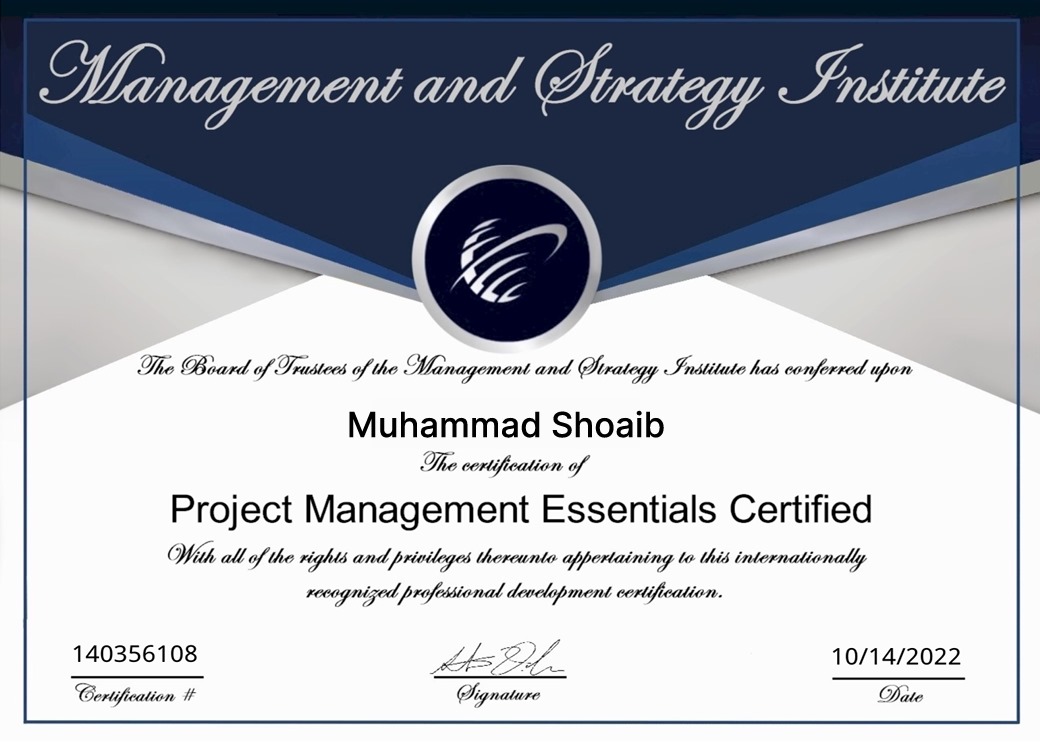 Management and Strategy Institute
The Board of Trustees of the Management and Strategy Institute has conferred upon
Muhammad Shoaib
The certification of
Project Management Essentials Certified
With all of the rights and privileges thereunto appertaining to this internationally
recognized professional development certification.
140356108
Certification #
Signature
10/14/2022
Date